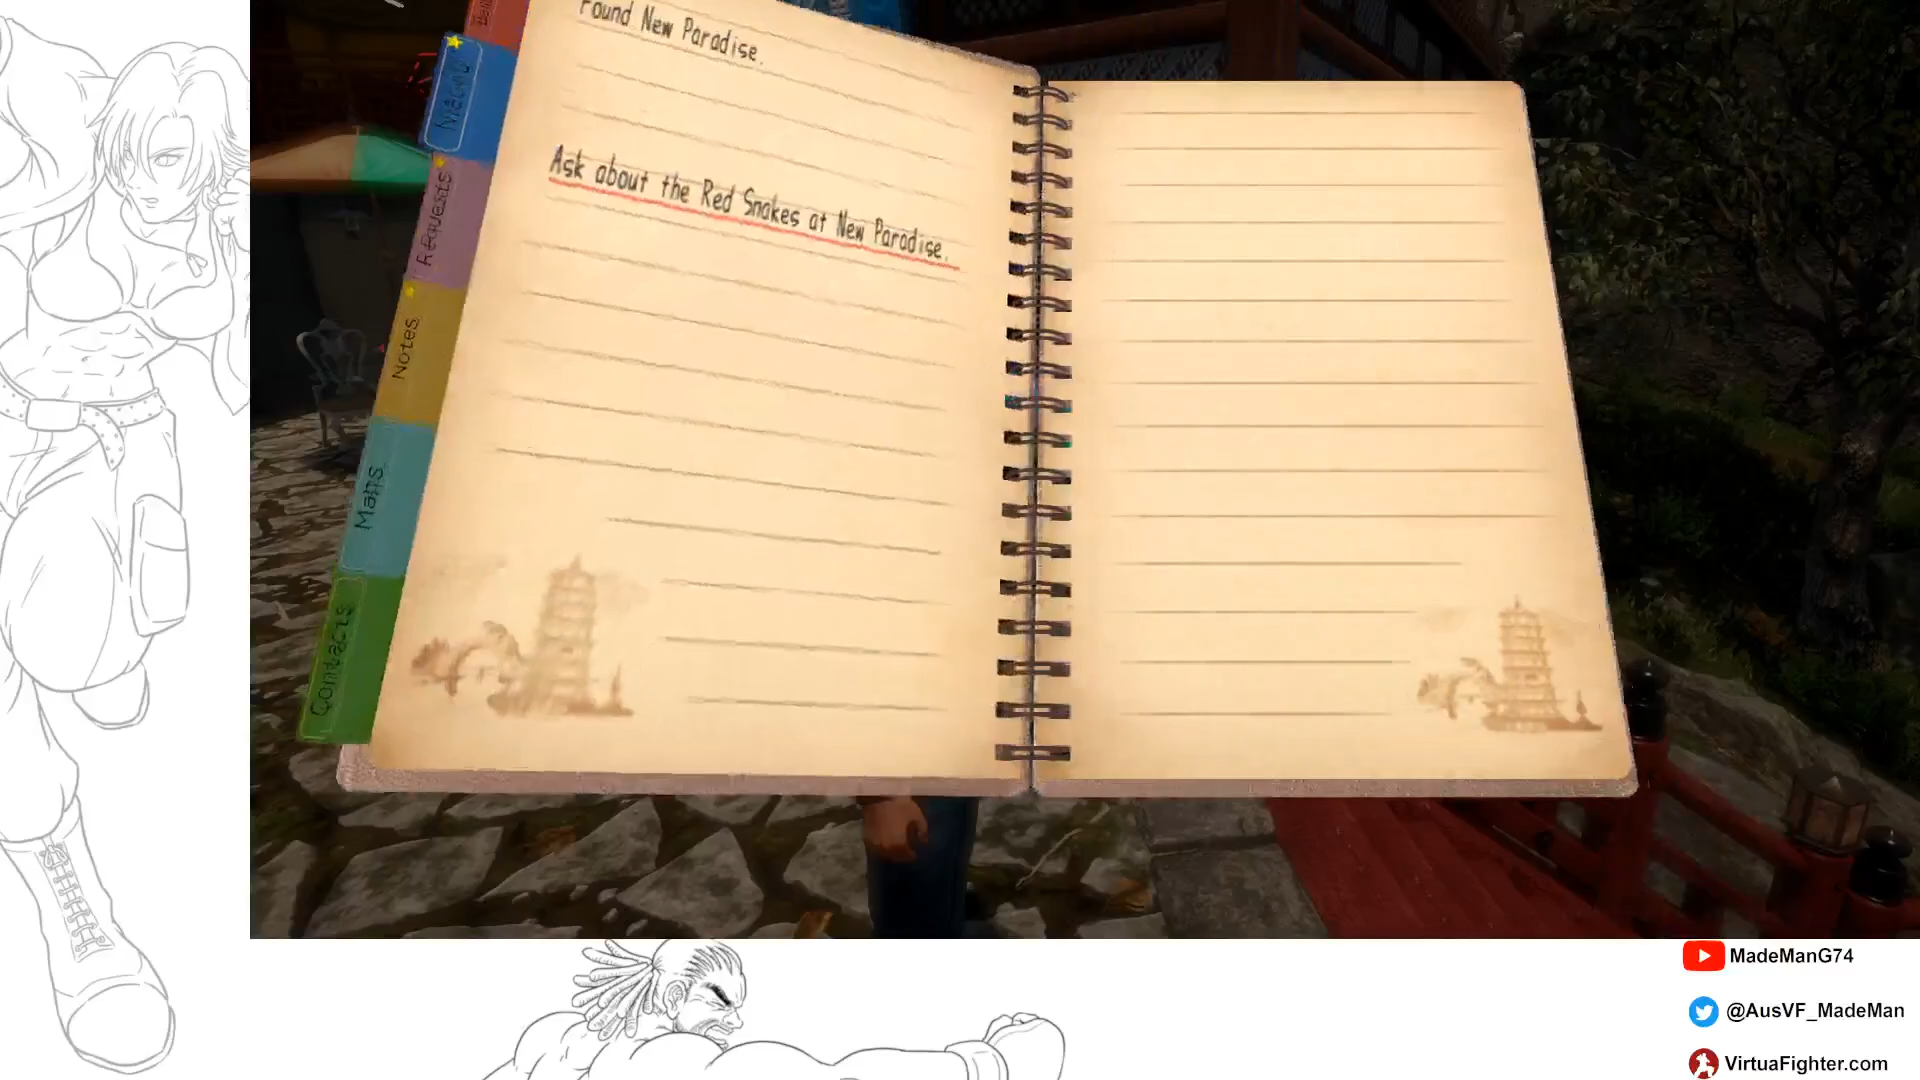 Found New Paradise.
Ask about the Red Snakes at New Paradise.
Requests
Notes
Maps
Contacts
MadeManG74
@AusVF_MadeMan
VirtuaFighter.com